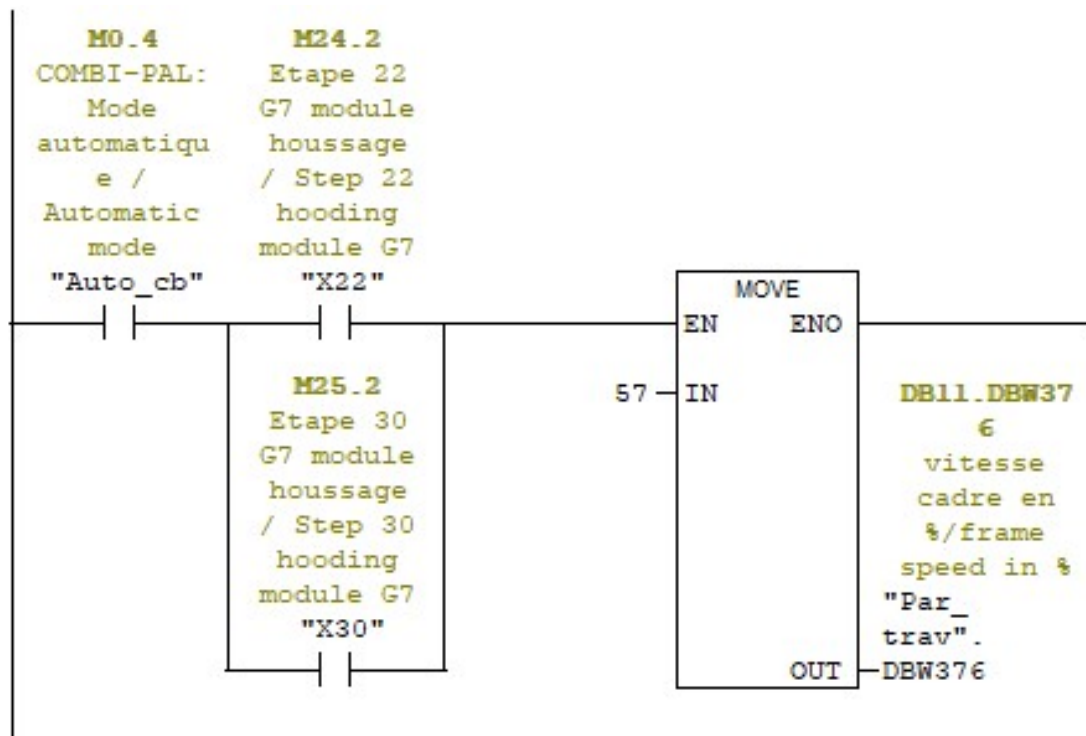 M0.4
COMBI-PAL:
Mode
automatiqu
e /
Automatic
mode
"Auto_cb"
M24.2
Etape 22
G7 module
houssage
/ Step 22
hooding
module G7
"X22"
M25.2
Etape 30
G7 module
houssage
/ Step 30
hooding
module G7
"X30"
MOVE
EN ENO
57 IN
OUT
DB11.DBW37
6
vitesse
cadre en
%/frame
speed in %
"Par_
trav".
DBW376